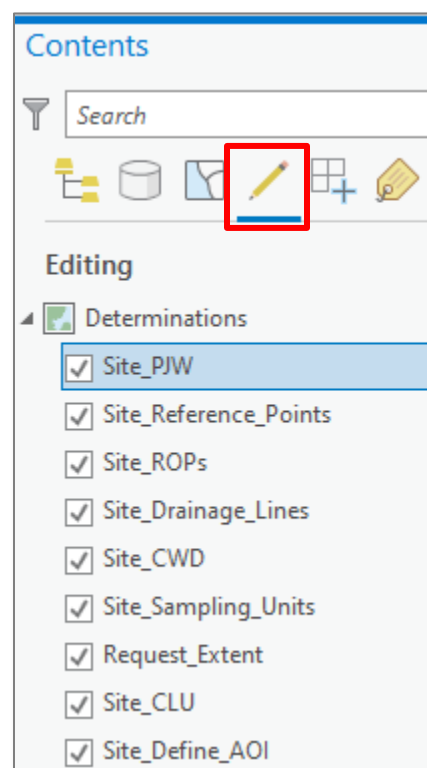 Contents
Search
Editing
Determinations
Site_PJW
Site_Reference_Points
Site_ROPs
Site_Drainage_Lines
Site_CWD
Site_Sampling_Units
Request_Extent
Site_CLU
Site_Define_AOI